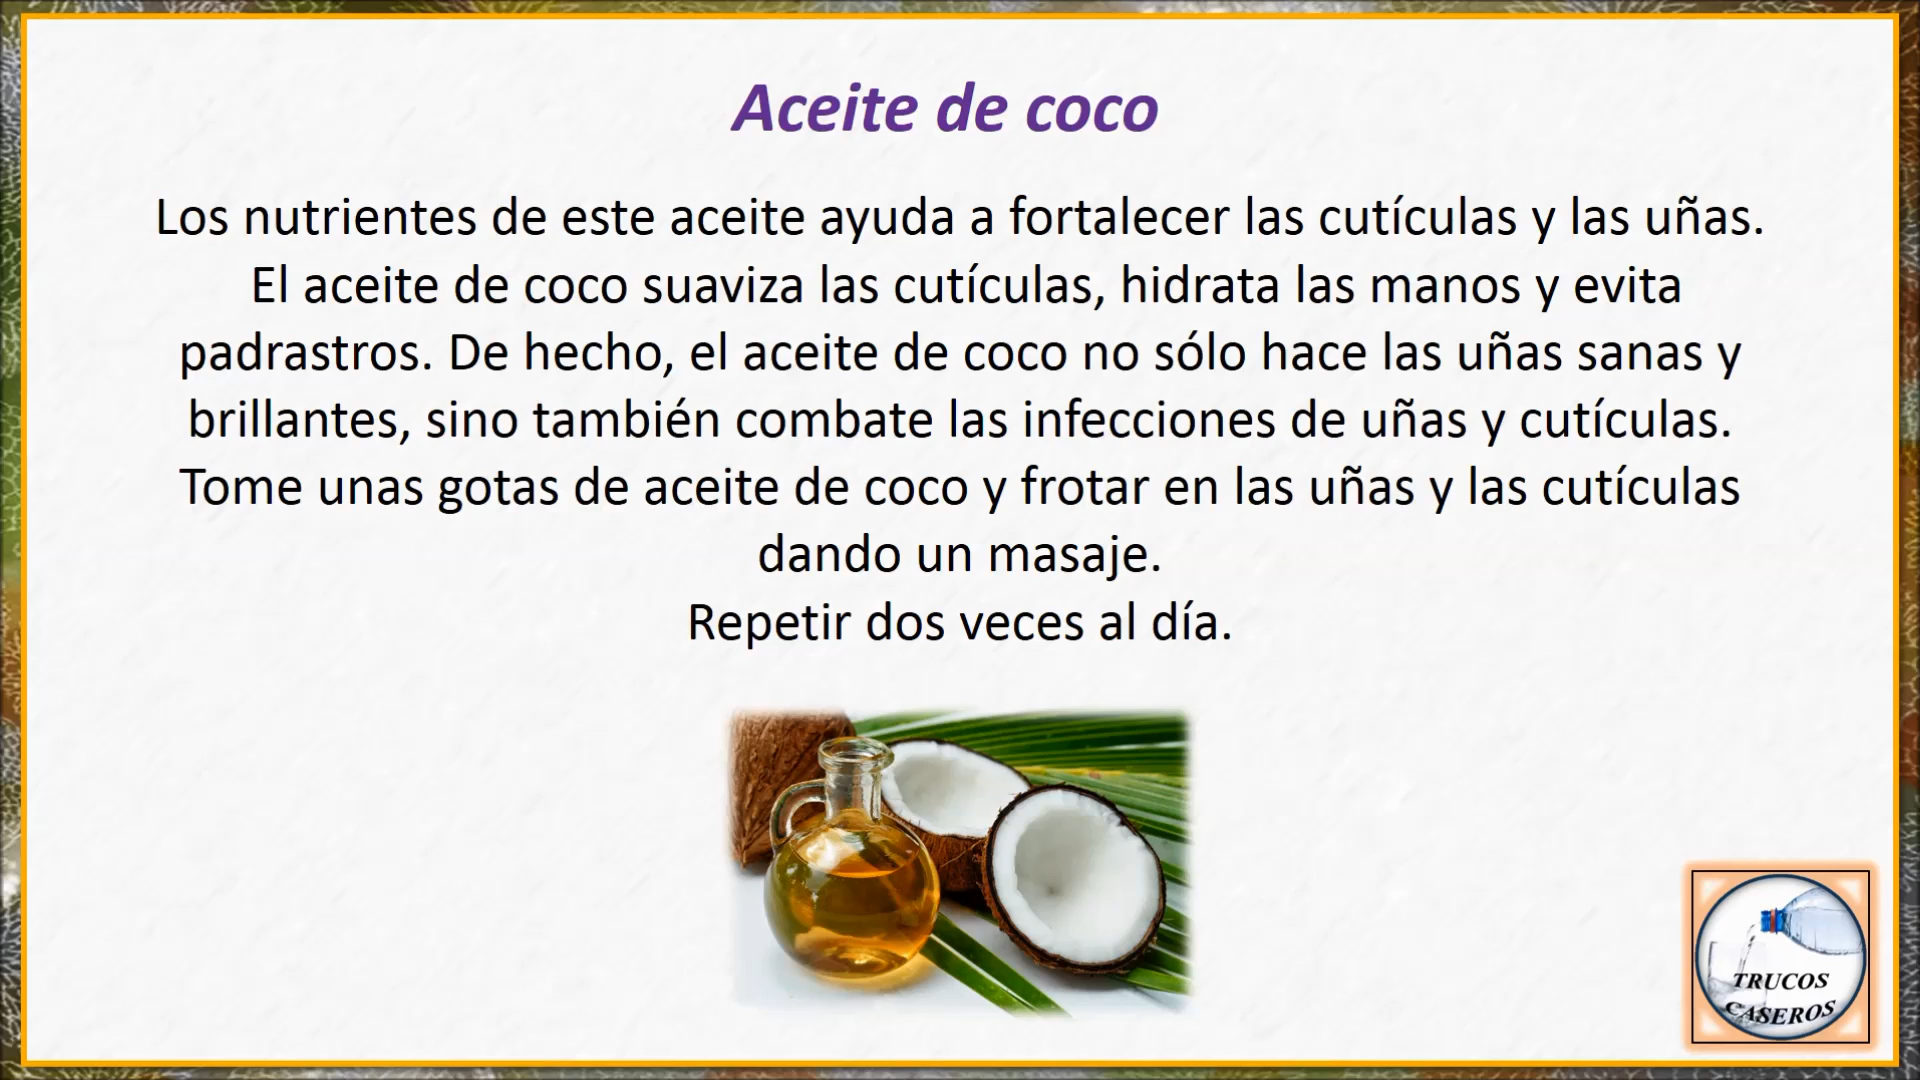 Aceite de coco
Los nutrientes de este aceite ayuda a fortalecer las cutículas y las uñas.
El aceite de coco suaviza las cutículas, hidrata las manos y evita
padrastros. De hecho, el aceite de coco no sólo hace las uñas sanas y
brillantes, sino también combate las infecciones de uñas y cutículas.
Tome unas gotas de aceite de coco y frotar en las uñas y las cutículas
dando un masaje.
Repetir dos veces al día.
TRUCOS
CASEROS